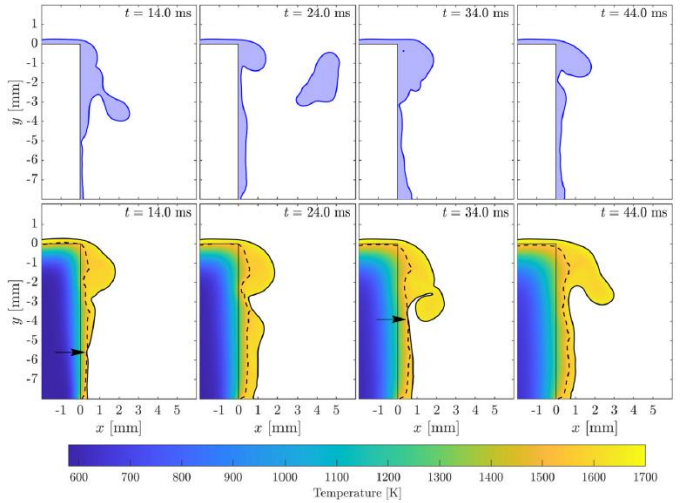 t = 14.0 ms t = 24.0 ms t = 34.0 ms t = 44.0 ms
1
0
-1
-2
-3
-4
-5
-6
-7
y [mm]
t = 14.0 ms t = 24.0 ms t = 34.0 ms t = 44.0 ms
1
0
-1
-2
-3
-4
-5
-6
-7
y [mm]
-1 0 1 2 3 4 5 -1 0 1 2 3 4 5 -1 0 1 2 3 4 5 -1 0 1 2 3 4 5
x [mm] x [mm] x [mm] x [mm]
600 700 800 900 1000 1100 1200 1300 1400 1500 1600 1700
Temperature [K]